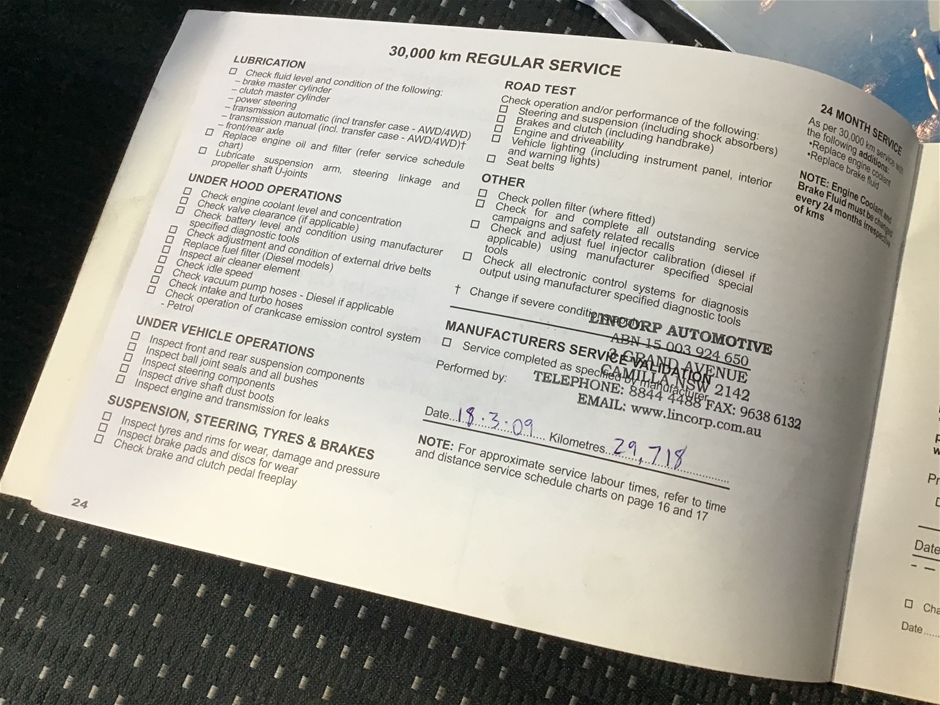 30,000 km REGULAR SERVICE
LUBRICATION
Check fluid level and condition of the following:
– brake master cylinder
– clutch master cylinder
– power steering
– transmission automatic (incl transfer case - AWD/4WD)
– transmission manual (incl. transfer case - AWD/4WD)†
– front/rear axle
Replace engine oil and filter (refer service schedule
chart)
Lubricate suspension arm, steering linkage and
propeller shaft U-joints
UNDER HOOD OPERATIONS
Check engine coolant level and concentration
Check valve clearance (if applicable)
Check battery level and condition using manufacturer
specified diagnostic tools
Check adjustment and condition of external drive belts
Replace fuel filter (Diesel models)
Inspect air cleaner element
Check idle speed
Check vacuum pump hoses - Diesel if applicable
Check intake and turbo hoses
Check operation of crankcase emission control system
- Petrol
UNDER VEHICLE OPERATIONS
Inspect front and rear suspension components
Inspect ball joint seals and all bushes
Inspect steering components
Inspect drive shaft dust boots
Inspect engine and transmission for leaks
SUSPENSION, STEERING, TYRES & BRAKES
Inspect tyres and rims for wear, damage and pressure
Inspect brake pads and discs for wear
Check brake and clutch pedal freeplay
24
ROAD TEST
Check operation and/or performance of the following:
Steering and suspension (including shock absorbers)
Brakes and clutch (including handbrake)
Engine and driveability
Vehicle lighting (including instrument panel, interior
and warning lights)
Seat belts
OTHER
Check pollen filter (where fitted)
Check for and complete all outstanding service
campaigns and safety related recalls
Check and adjust fuel injector calibration (diesel if
applicable) using manufacturer specified special
tools
Check all electronic control systems for diagnosis
output using manufacturer specified diagnostic tools
† Change if severe
LINCORP AUTOMOTIVE
ABN 15 003 924 650
GRAND AVENUE
CAMILLA NSW 2142
TELEPHONE: 8844 4488 FAX: 9638 6132
EMAIL: www.lincorp.com.au
MANUFACTURERS SERVICE VALIDATION
Service completed as specified by manufacturer
Performed by:
Date 18.3.09 Kilometres 29,718
NOTE: For approximate service labour times, refer to time
and distance service schedule charts on page 16 and 17
24 MONTH SERVICE
As per 30,000 km service with
the following additions:
•Replace engine coolant
•Replace brake fluid
NOTE: Engine Coolant and
Brake Fluid must be changed
every 24 months irrespective
of kms
Date
Date